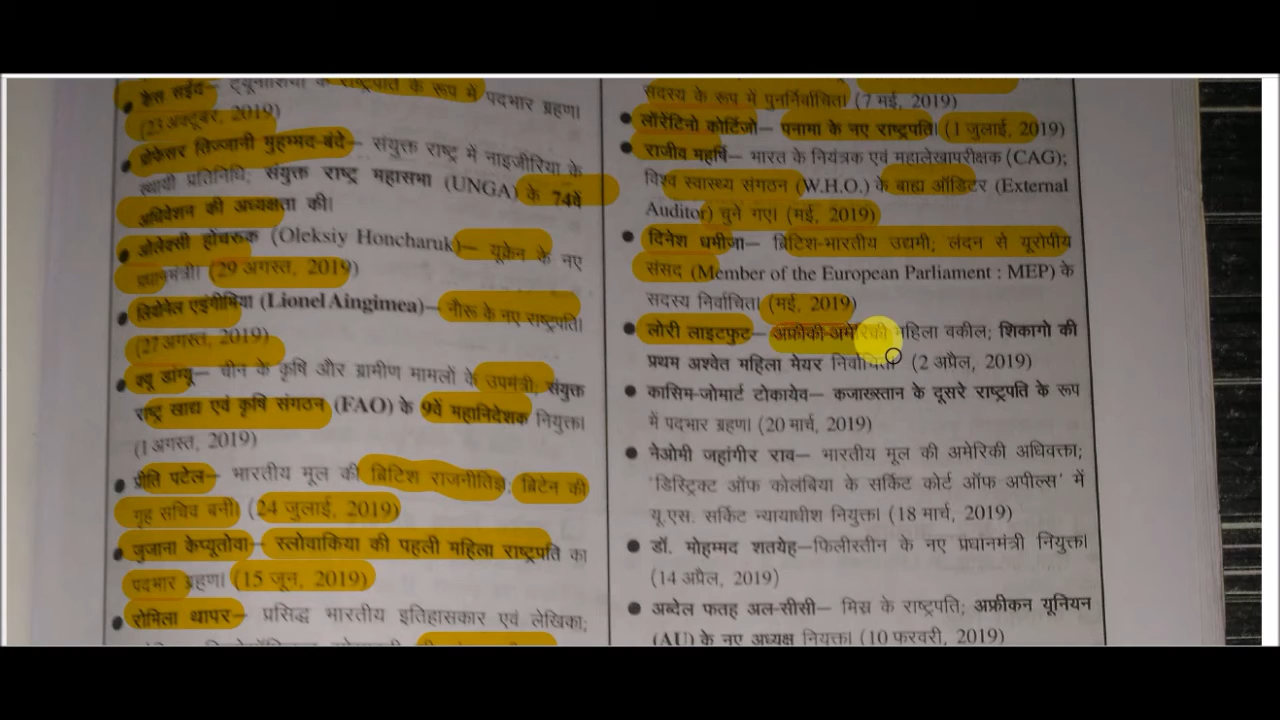 कैस सईद– ट्यूनीशिया के राष्ट्रपति के रूप में पदभार ग्रहण।
(23 अक्टूबर, 2019)
प्रोफेसर तिज्जानी मुहम्मद-बंदे– संयुक्त राष्ट्र में नाइजीरिया के
स्थायी प्रतिनिधि; संयुक्त राष्ट्र महासभा (UNGA) के 74वें
अधिवेशन की अध्यक्षता की।
ओलेक्सी होंचरुक (Oleksiy Honcharuk)– यूक्रेन के नए
प्रधानमंत्री। (29 अगस्त, 2019)
लियोनेल एइंगीमिया (Lionel Aingimea)– नौरू के नए राष्ट्रपति।
(27 अगस्त, 2019)
क्यू डांग्यू– चीन के कृषि और ग्रामीण मामलों के उपमंत्री; संयुक्त
राष्ट्र खाद्य एवं कृषि संगठन (FAO) के 9वें महानिदेशक नियुक्त।
(1 अगस्त, 2019)
प्रीति पटेल– भारतीय मूल की ब्रिटिश राजनीतिज्ञ; ब्रिटेन की
गृह सचिव बनीं। (24 जुलाई, 2019)
जुजाना केप्यूतोवा– स्लोवाकिया की पहली महिला राष्ट्रपति का
पदभार ग्रहण। (15 जून, 2019)
रोमिला थापर– प्रसिद्ध भारतीय इतिहासकार एवं लेखिका;
सदस्य के रूप में पुनर्निर्वाचित। (7 मई, 2019)
लॉरेंटिनो कोर्टिजो– पनामा के नए राष्ट्रपति। (1 जुलाई, 2019)
राजीव महर्षि– भारत के नियंत्रक एवं महालेखापरीक्षक (CAG);
विश्व स्वास्थ्य संगठन (W.H.O.) के बाह्य ऑडिटर (External
Auditor) चुने गए। (मई, 2019)
दिनेश धमीजा– ब्रिटिश-भारतीय उद्यमी; लंदन से यूरोपीय
संसद (Member of the European Parliament : MEP) के
सदस्य निर्वाचित। (मई, 2019)
लोरी लाइटफुट– अफ्रीकी-अमेरिकी महिला वकील; शिकागो की
प्रथम अश्वेत महिला मेयर निर्वाचित। (2 अप्रैल, 2019)
कासिम-जोमार्ट टोकायेव– कजाख्स्तान के दूसरे राष्ट्रपति के रूप
में पदभार ग्रहण। (20 मार्च, 2019)
नेओमी जहांगीर राव– भारतीय मूल की अमेरिकी अधिवक्ता;
'डिस्ट्रिक्ट ऑफ कोलंबिया के सर्किट कोर्ट ऑफ अपील्स' में
यू.एस. सर्किट न्यायाधीश नियुक्त। (18 मार्च, 2019)
डॉ. मोहम्मद शतयेह–फिलीस्तीन के नए प्रधानमंत्री नियुक्त।
(14 अप्रैल, 2019)
अब्देल फतह अल-सीसी– मिस्र के राष्ट्रपति; अफ्रीकन यूनियन
(AU) के नए अध्यक्ष नियुक्त। (10 फरवरी, 2019)